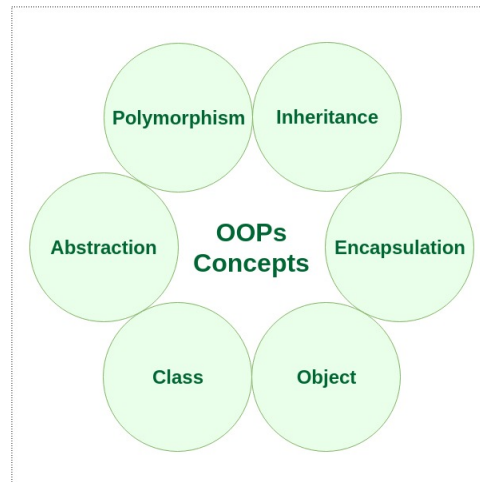 Polymorphism
Inheritance
Abstraction
OOPs
Concepts
Encapsulation
Class
Object